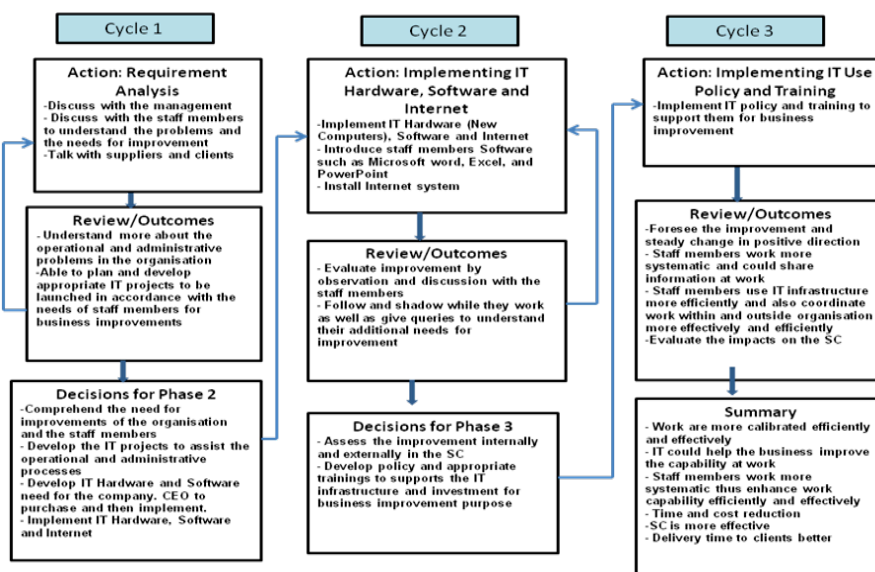 Cycle 1
Action: Requirement
Analysis
-Discuss with the management
- Discuss with the staff members
to understand the problems and
the needs for improvement
-Talk with suppliers and clients
Review/Outcomes
- Understand more about the
operational and administrative
problems in the organisation
-Able to plan and develop
appropriate IT projects to be
launched in accordance with the
needs of staff members for
business improvements
Decisions for Phase 2
-Comprehend the need for
improvements of the organisation
and the staff members
- Develop the IT projects to assist the
operational and administrative
processes
- Develop IT Hardware and Software
need for the company. CEO to
purchase and then implement.
- Implement IT Hardware, Software
and Internet
Cycle 2
Action: Implementing IT
Hardware, Software and
Internet
-Implement IT Hardware (New
Computers), Software and Internet
- Introduce staff members Software
such as Microsoft word, Excel, and
PowerPoint
- Install Internet system
Review/Outcomes
- Evaluate improvement by
observation and discussion with the
staff members
- Follow and shadow while they work
as well as give queries to understand
their additional needs for
improvement
Decisions for Phase 3
- Assess the improvement internally
and externally in the SC
- Develop policy and appropriate
trainings to supports the IT
infrastructure and investment for
business improvement purpose
Cycle 3
Action: Implementing IT Use
Policy and Training
-Implement IT policy and training to
support them for business
improvement
Review/Outcomes
-Foresee the improvement and
steady change in positive direction
- Staff members work more
systematic and could share
information at work
- Staff members use IT infrastructure
more efficiently and also coordinate
work within and outside organisation
more effectively and efficiently
-Evaluate the impacts on the SC
Summary
- Work are more calibrated efficiently
and effectively
- IT could help the business improve
the capability at work
- Staff members work more
systematic thus enhance work
capability efficiently and effectively
- Time and cost reduction
-SC is more effective
- Delivery time to clients better